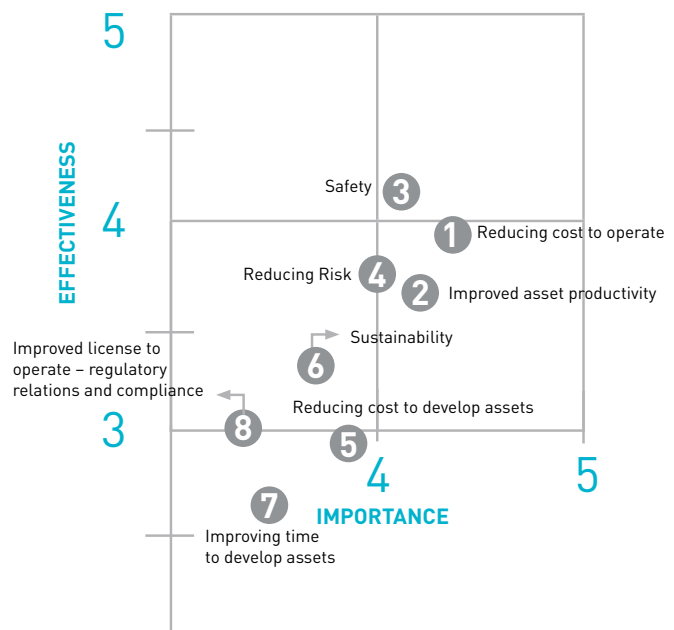 5
EFFECTIVENESS
Safety
3
4
1
Reducing cost to operate
Reducing Risk
4
2
Improved asset productivity
Sustainability
Improved license to
operate – regulatory
relations and compliance
6
Reducing cost to develop assets
3
8
5
4
5
7
IMPORTANCE
Improving time
to develop assets